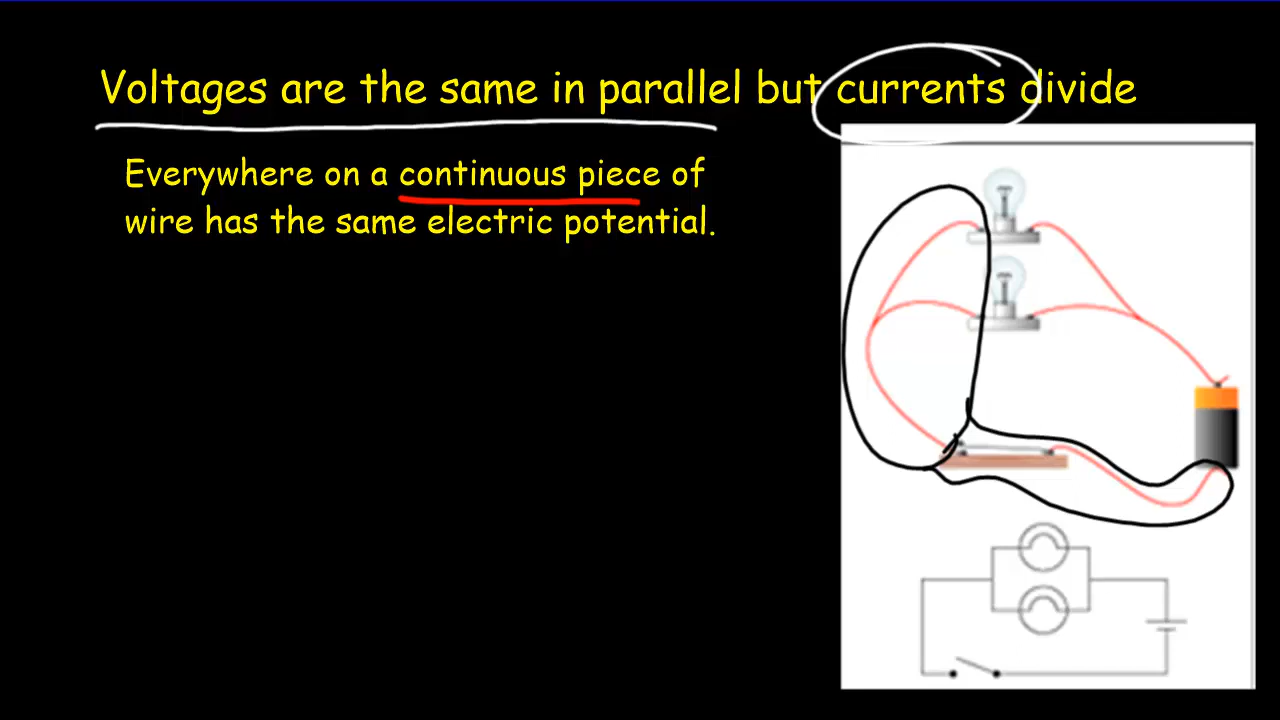 Voltages are the same in parallel but currents divide
Everywhere on a continuous piece of
wire has the same electric potential.